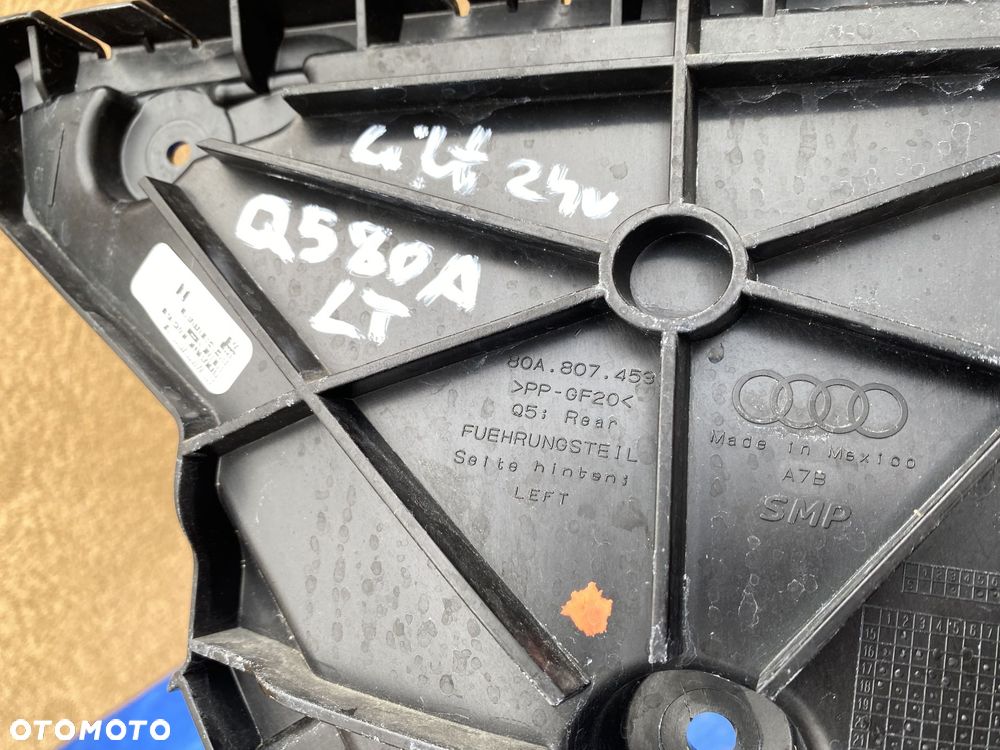 24v
Q580A
LT
80A.807.453
>PP-GF20<
Q5; Rear
FUEHRUNGSTEIL
Seite hinten;
LEFT
Made in Mexico
A7B
SMP
OTOMOTO